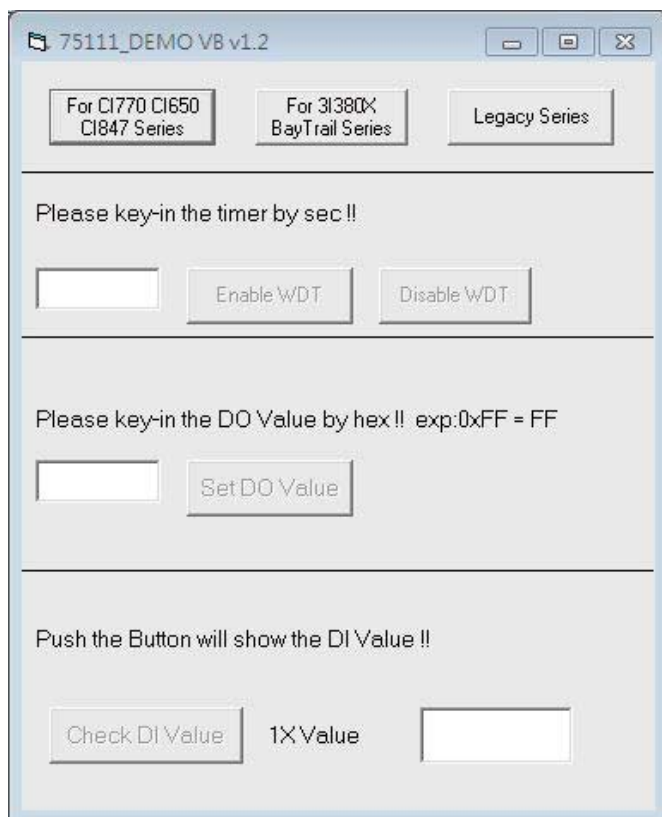 75111_DEMO VB v1.2
For CI770 CI650
CI847 Series
For 3I380X
BayTrail Series
Legacy Series
Please key-in the timer by sec !!
Enable WDT
Disable WDT
Please key-in the DO Value by hex !! exp:0xFF = FF
Set DO Value
Push the Button will show the DI Value !!
Check DI Value
1X Value